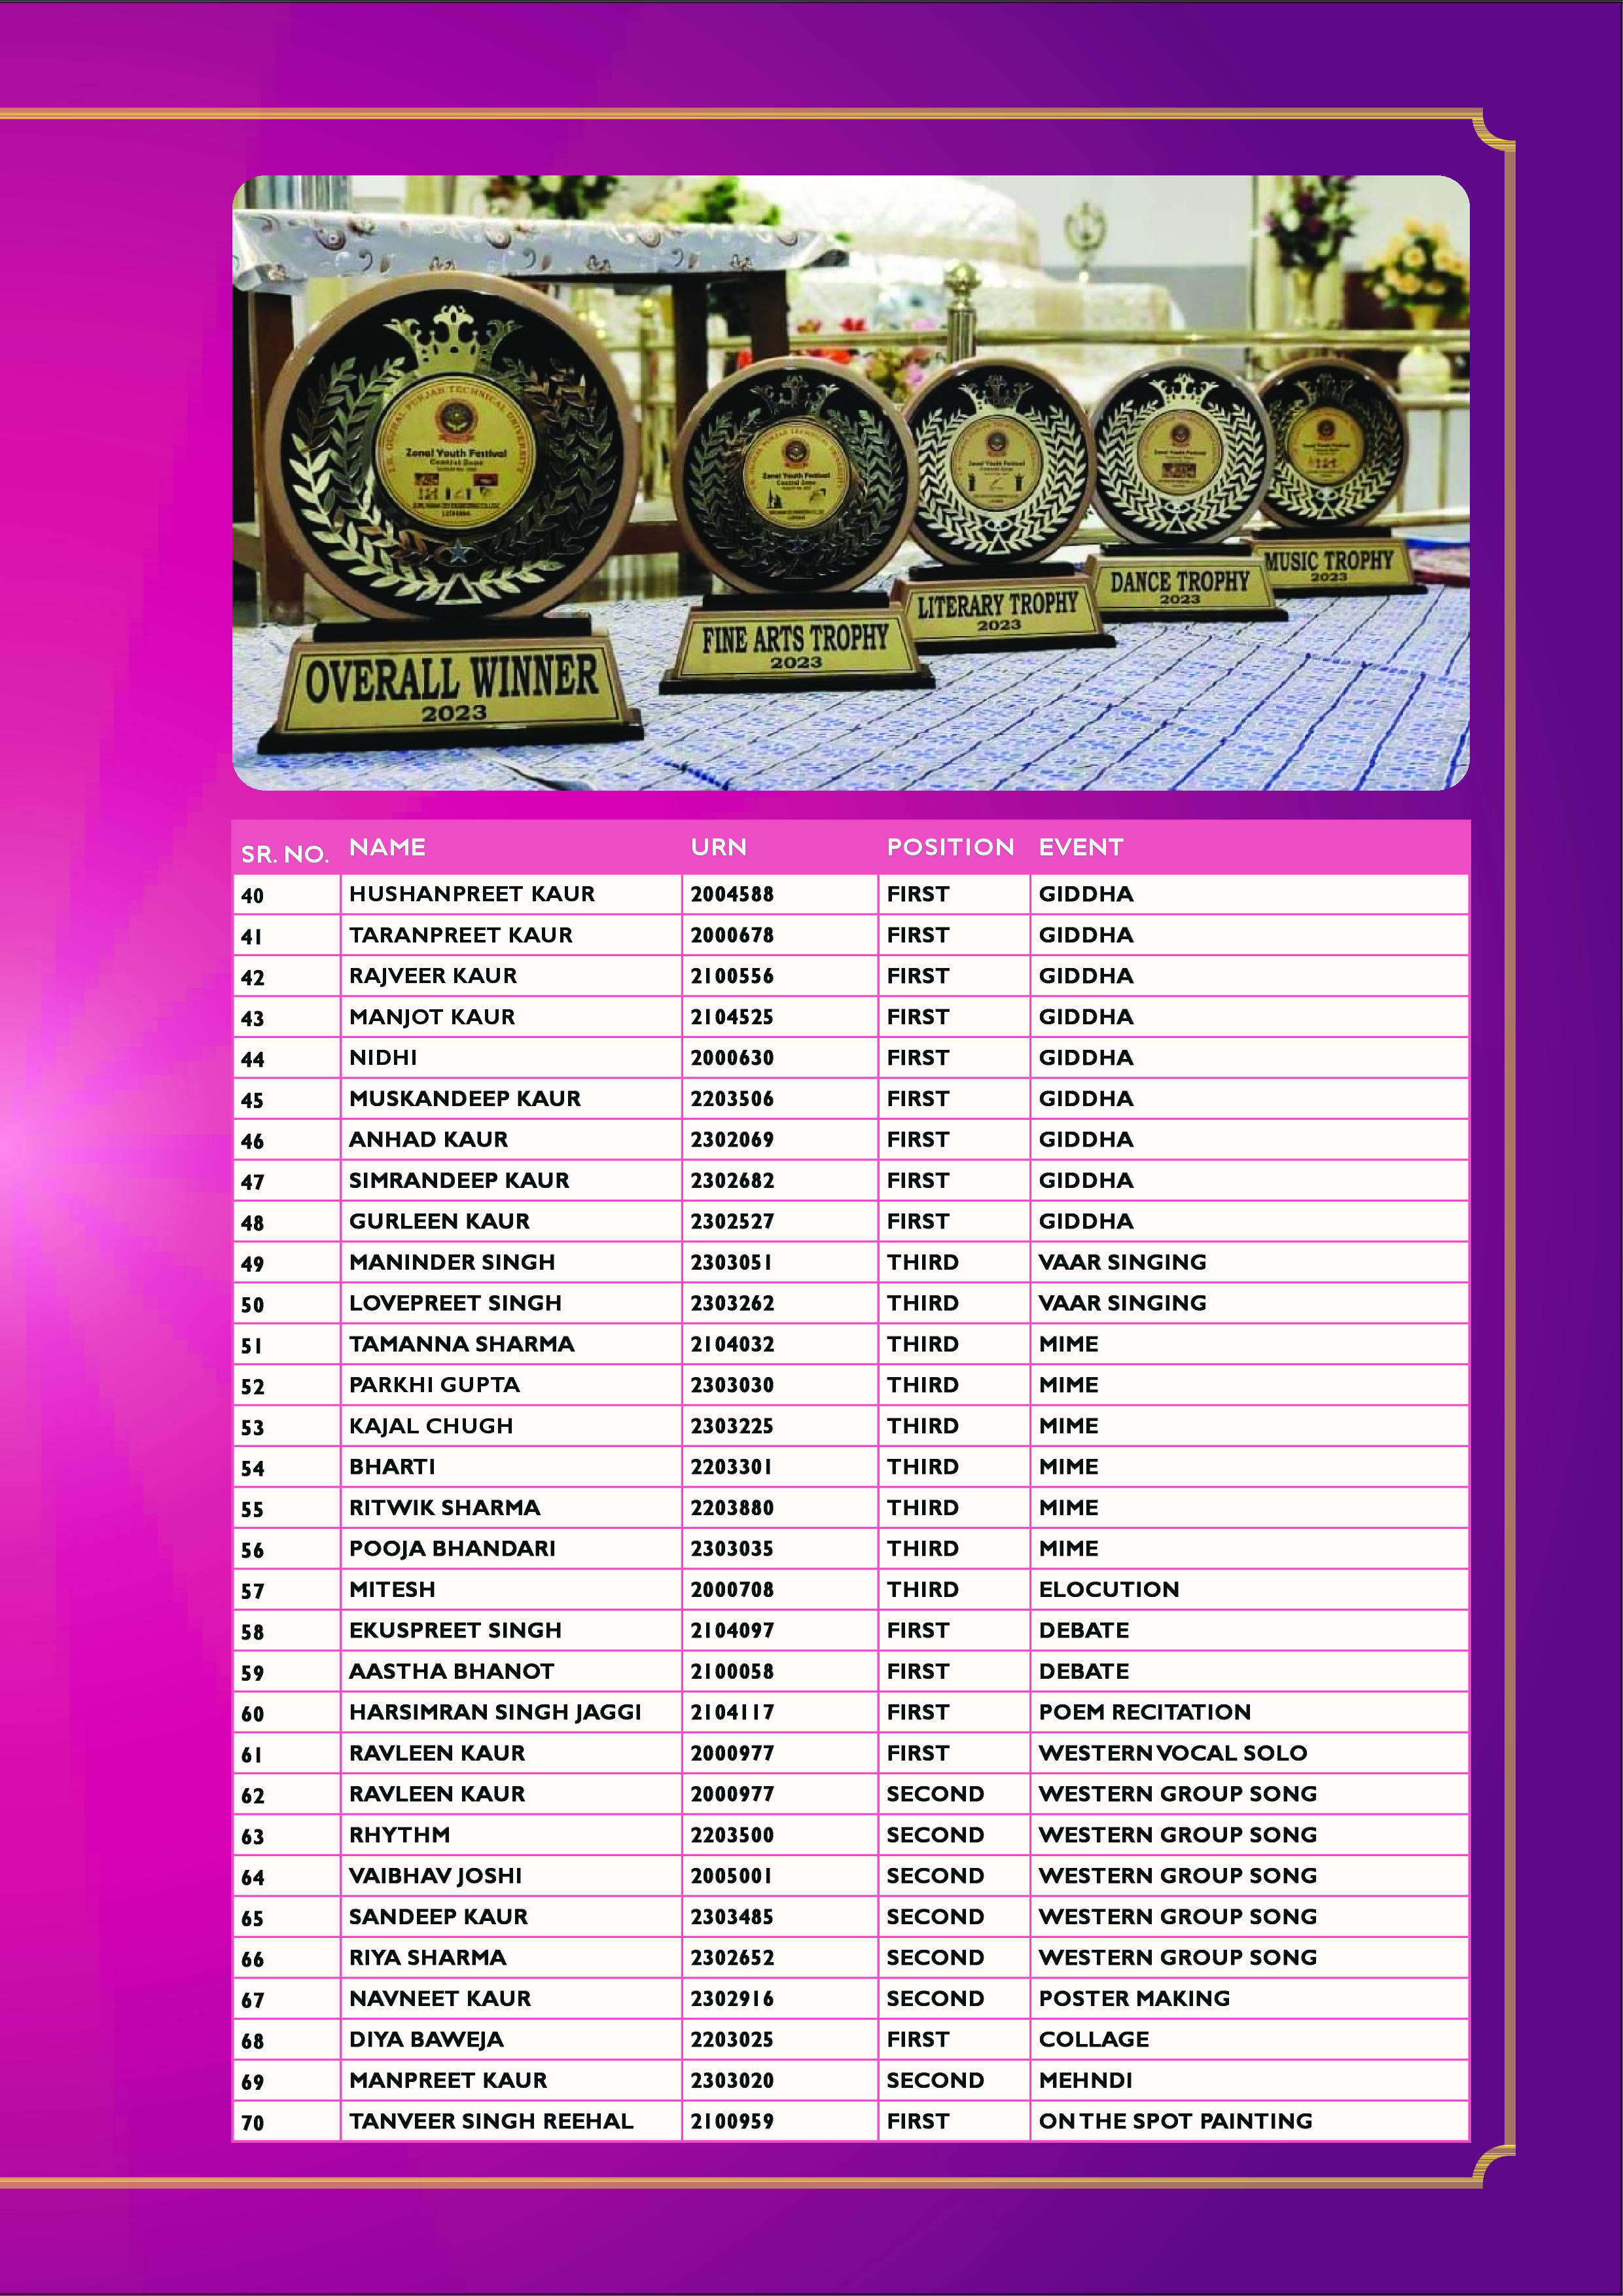 I.K. GUJRAL PUNJAB TECHNICAL UNIVERSITY
Zonal Youth Festival
Central Zone
OVERALL WINNER
2023
Zonal Youth Festival
Central Zone
FINE ARTS TROPHY
2023
Zonal Youth Festival
LITERARY TROPHY
2023
DANCE TROPHY
2023
MUSIC TROPHY
2023
SR. NO. NAME URN POSITION EVENT
40 HUSHANPREET KAUR 2004588 FIRST GIDDHA
41 TARANPREET KAUR 2000678 FIRST GIDDHA
42 RAJVEER KAUR 2100556 FIRST GIDDHA
43 MANJOT KAUR 2104525 FIRST GIDDHA
44 NIDHI 2000630 FIRST GIDDHA
45 MUSKANDEEP KAUR 2203506 FIRST GIDDHA
46 ANHAD KAUR 2302069 FIRST GIDDHA
47 SIMRANDEEP KAUR 2302682 FIRST GIDDHA
48 GURLEEN KAUR 2302527 FIRST GIDDHA
49 MANINDER SINGH 2303051 THIRD VAAR SINGING
50 LOVEPREET SINGH 2303262 THIRD VAAR SINGING
51 TAMANNA SHARMA 2104032 THIRD MIME
52 PARKHI GUPTA 2303030 THIRD MIME
53 KAJAL CHUGH 2303225 THIRD MIME
54 BHARTI 2203301 THIRD MIME
55 RITWIK SHARMA 2203880 THIRD MIME
56 POOJA BHANDARI 2303035 THIRD MIME
57 MITESH 2000708 THIRD ELOCUTION
58 EKUSPREET SINGH 2104097 FIRST DEBATE
59 AASTHA BHANOT 2100058 FIRST DEBATE
60 HARSIMRAN SINGH JAGGI 2104117 FIRST POEM RECITATION
61 RAVLEEN KAUR 2000977 FIRST WESTERN VOCAL SOLO
62 RAVLEEN KAUR 2000977 SECOND WESTERN GROUP SONG
63 RHYTHM 2203500 SECOND WESTERN GROUP SONG
64 VAIBHAV JOSHI 2005001 SECOND WESTERN GROUP SONG
65 SANDEEP KAUR 2303485 SECOND WESTERN GROUP SONG
66 RIYA SHARMA 2302652 SECOND WESTERN GROUP SONG
67 NAVNEET KAUR 2302916 SECOND POSTER MAKING
68 DIYA BAWEJA 2203025 FIRST COLLAGE
69 MANPREET KAUR 2303020 SECOND MEHNDI
70 TANVEER SINGH REEHAL 2100959 FIRST ON THE SPOT PAINTING